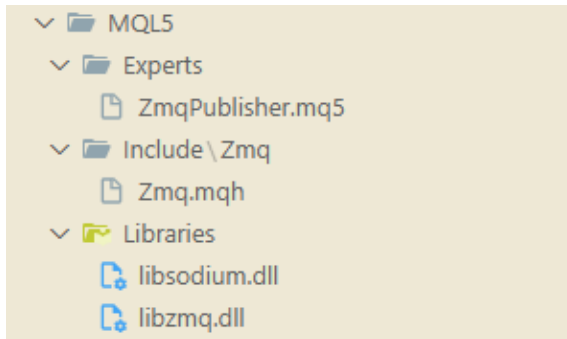 MQL5
Experts
ZmqPublisher.mq5
Include\Zmq
Zmq.mqh
Libraries
libsodium.dll
libzmq.dll